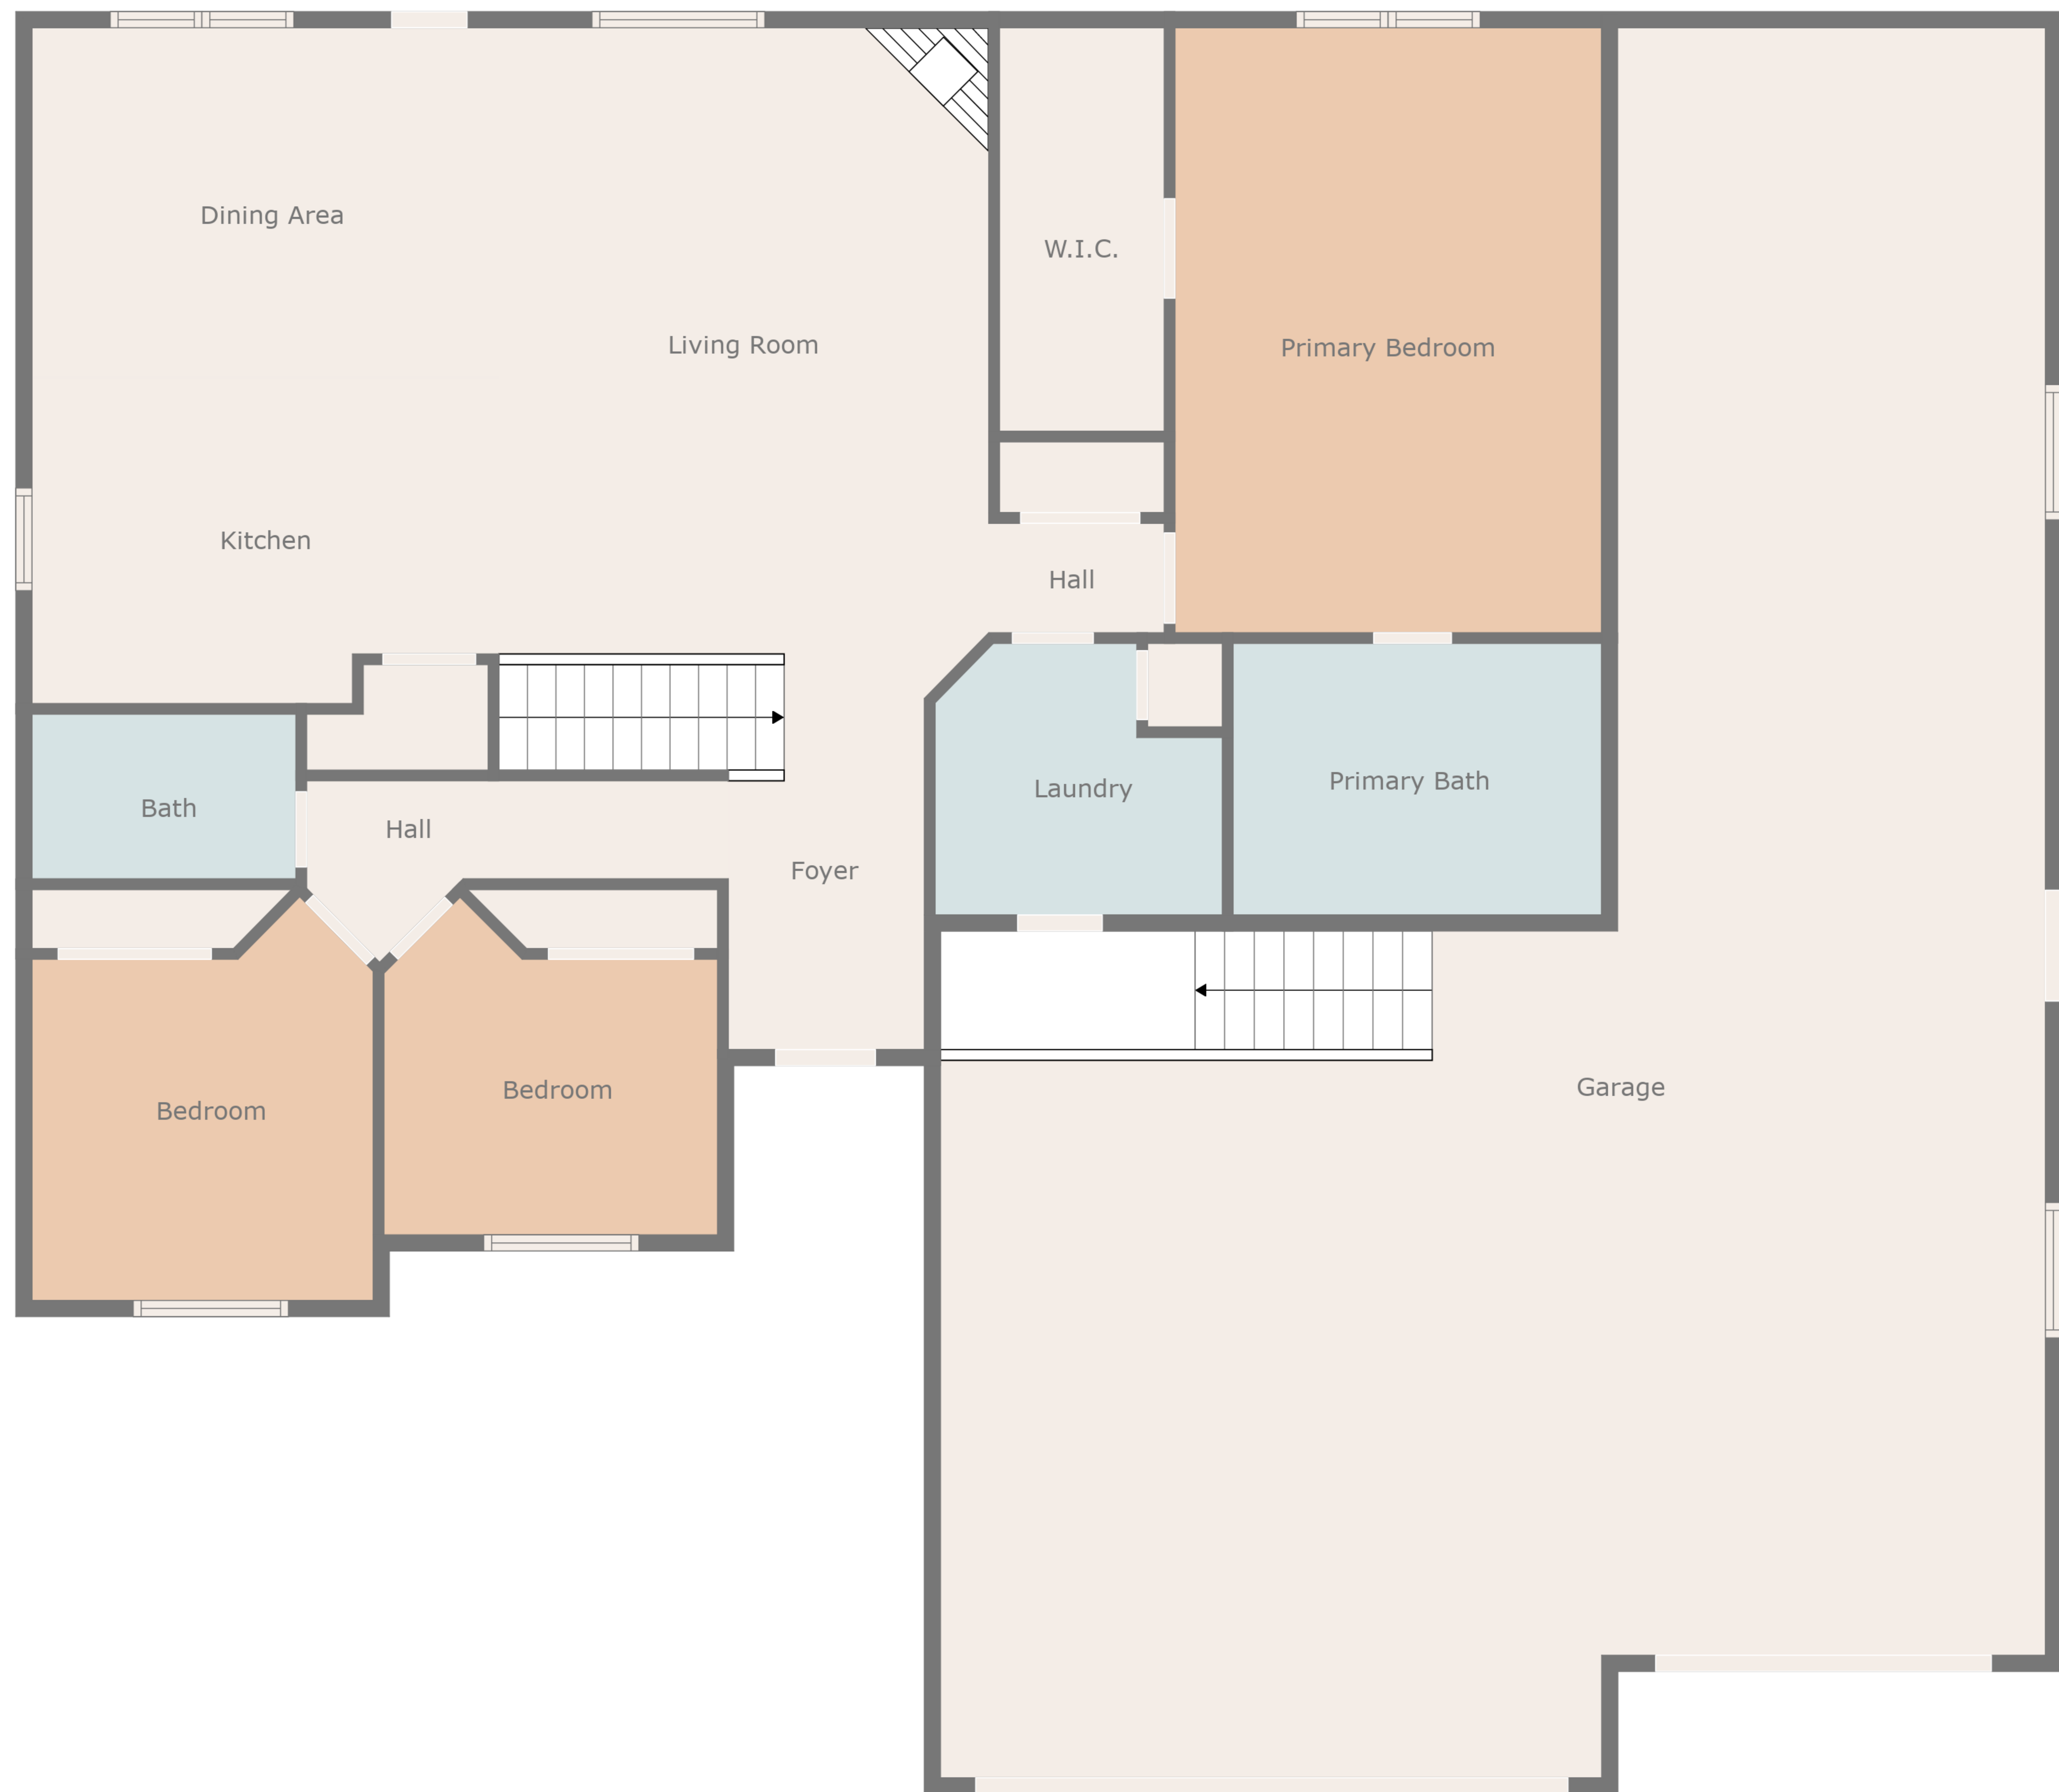 Dining Area
W.I.C.
Living Room
Primary Bedroom
Kitchen
Hall
Primary Bath
Laundry
Bath
Hall
Foyer
Garage
Bedroom
Bedroom